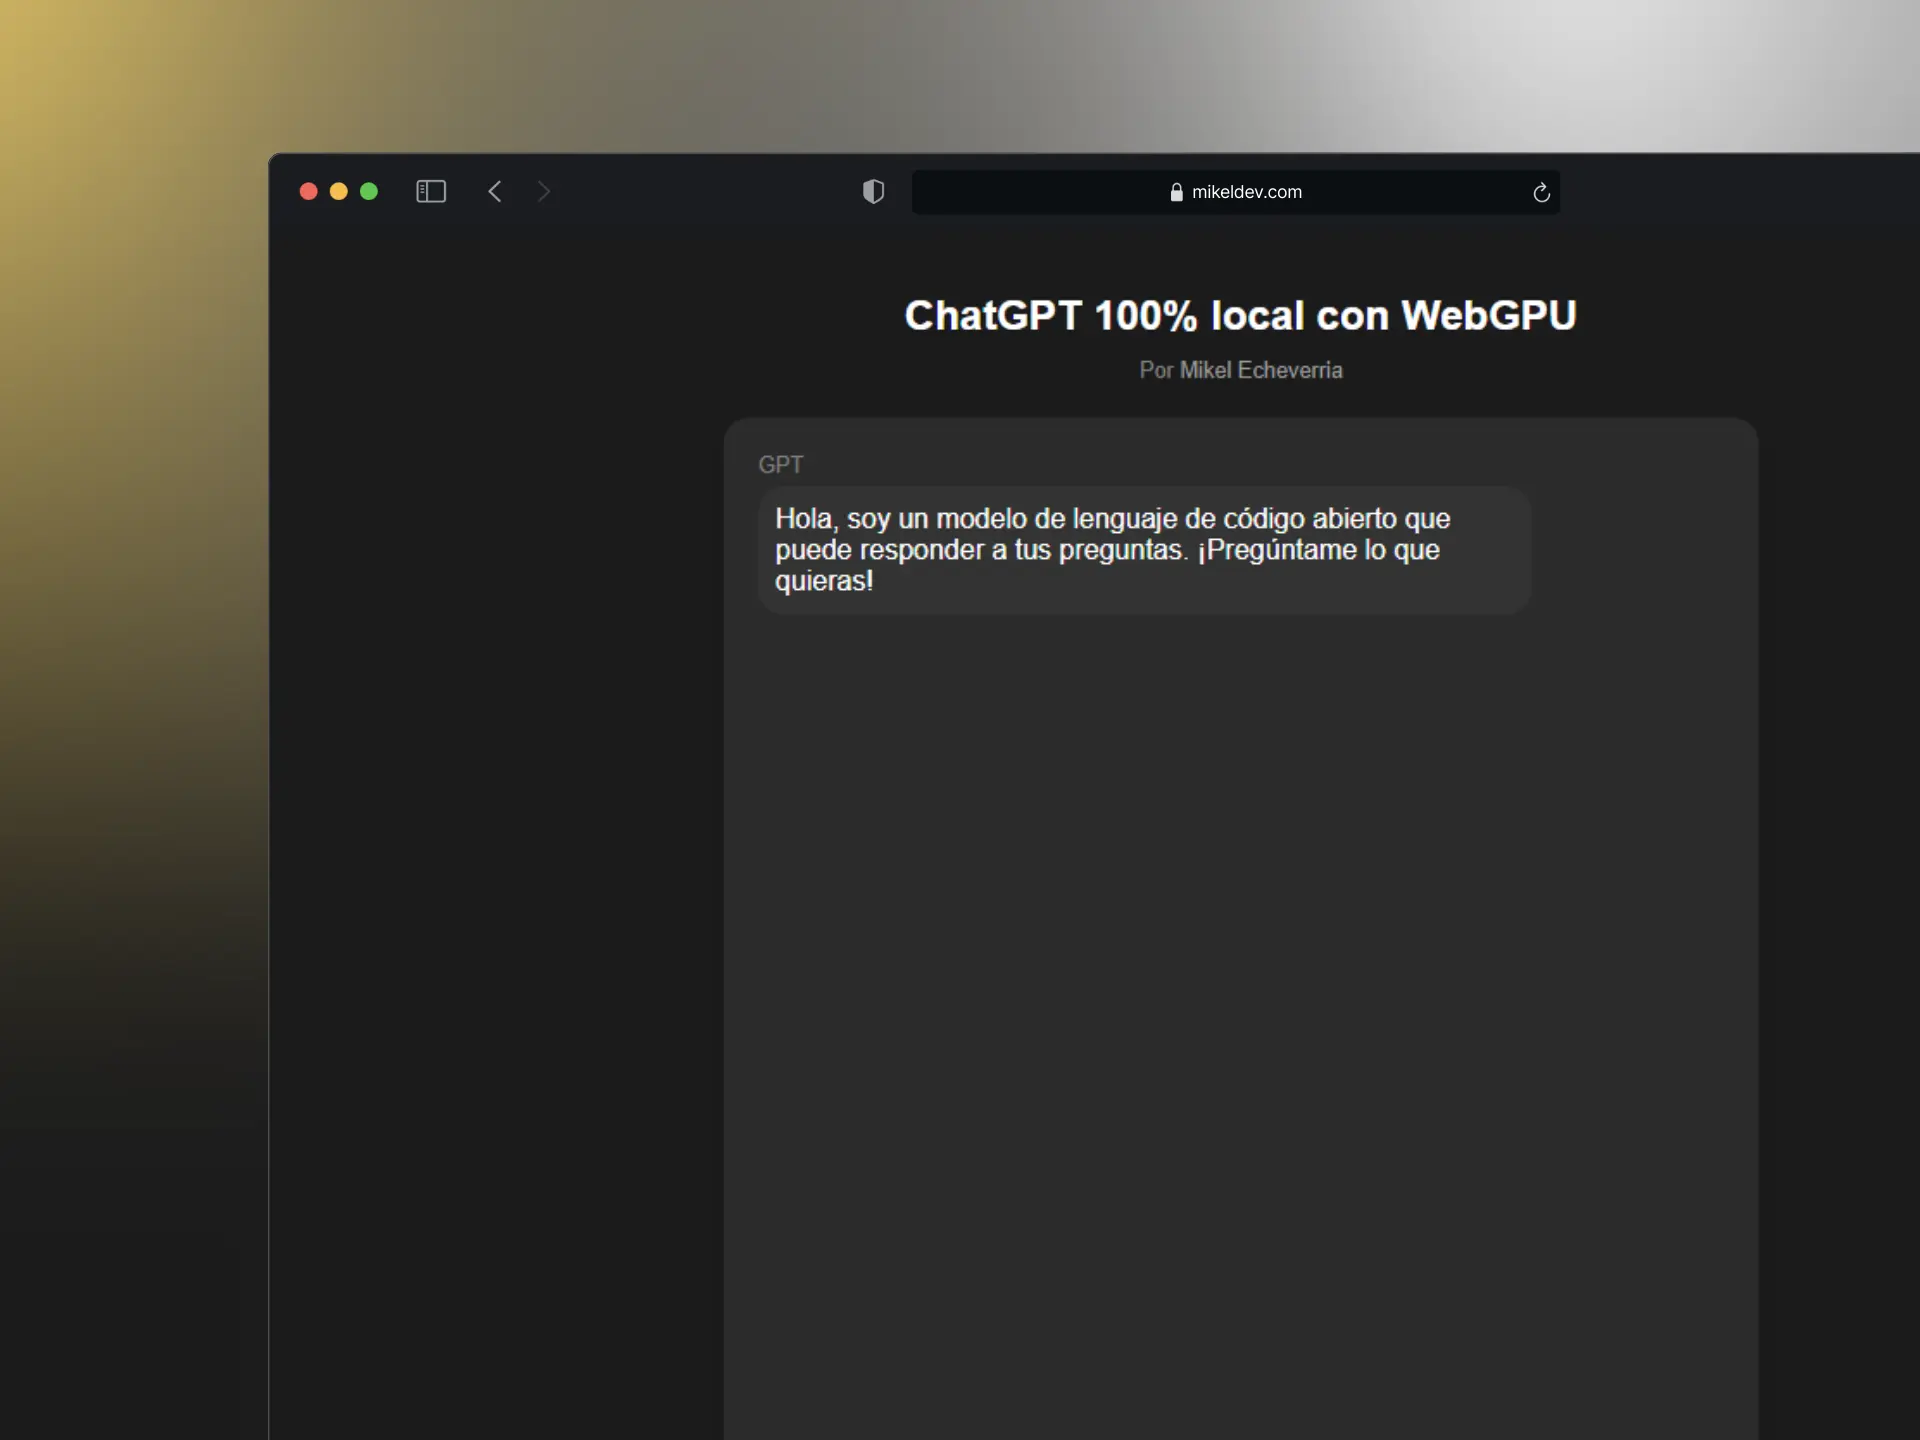 mikeldev.com
ChatGPT 100% local con WebGPU
Por Mikel Echeverria
GPT
Hola, soy un modelo de lenguaje de código abierto que
puede responder a tus preguntas. ¡Pregúntame lo que
quieras!